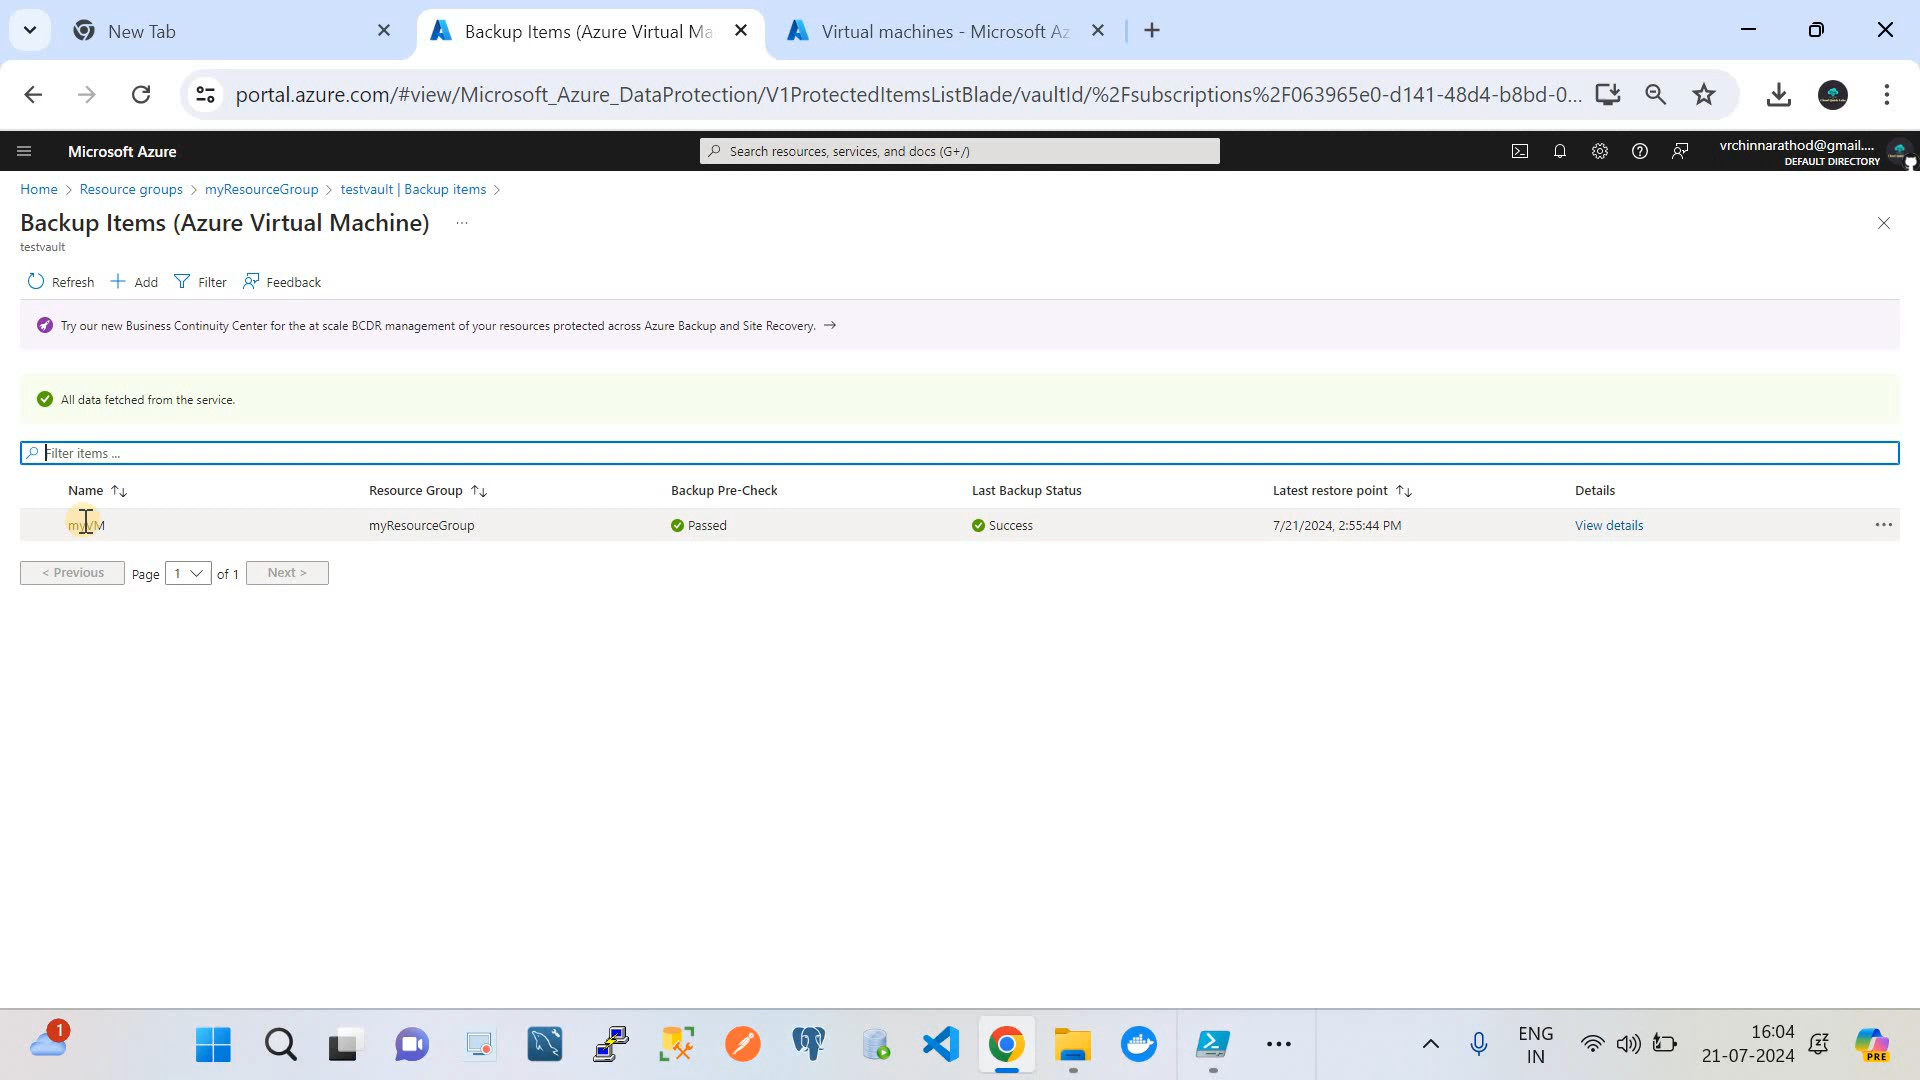 New Tab
Backup Items (Azure Virtual Ma
Virtual machines - Microsoft Az
portal.azure.com/#view/Microsoft_Azure_DataProtection/V1ProtectedItemsListBlade/vaultId/%2Fsubscriptions%2F063965e0-d141-48d4-b8bd-0...
Microsoft Azure
Search resources, services, and docs (G+/)
vrchinnarathod@gmail....
DEFAULT DIRECTORY
Home > Resource groups > myResourceGroup > testvault | Backup items >
Backup Items (Azure Virtual Machine) ...
testvault
Refresh + Add Filter Feedback
Try our new Business Continuity Center for the at scale BCDR management of your resources protected across Azure Backup and Site Recovery. →
All data fetched from the service.
Filter items ...
Name ↑↓ Resource Group ↑↓ Backup Pre-Check Last Backup Status Latest restore point ↑↓ Details
myVM myResourceGroup Passed Success 7/21/2024, 2:55:44 PM View details ...
< Previous Page 1 of 1 Next >
1
ENG
IN
16:04
21-07-2024
PRE